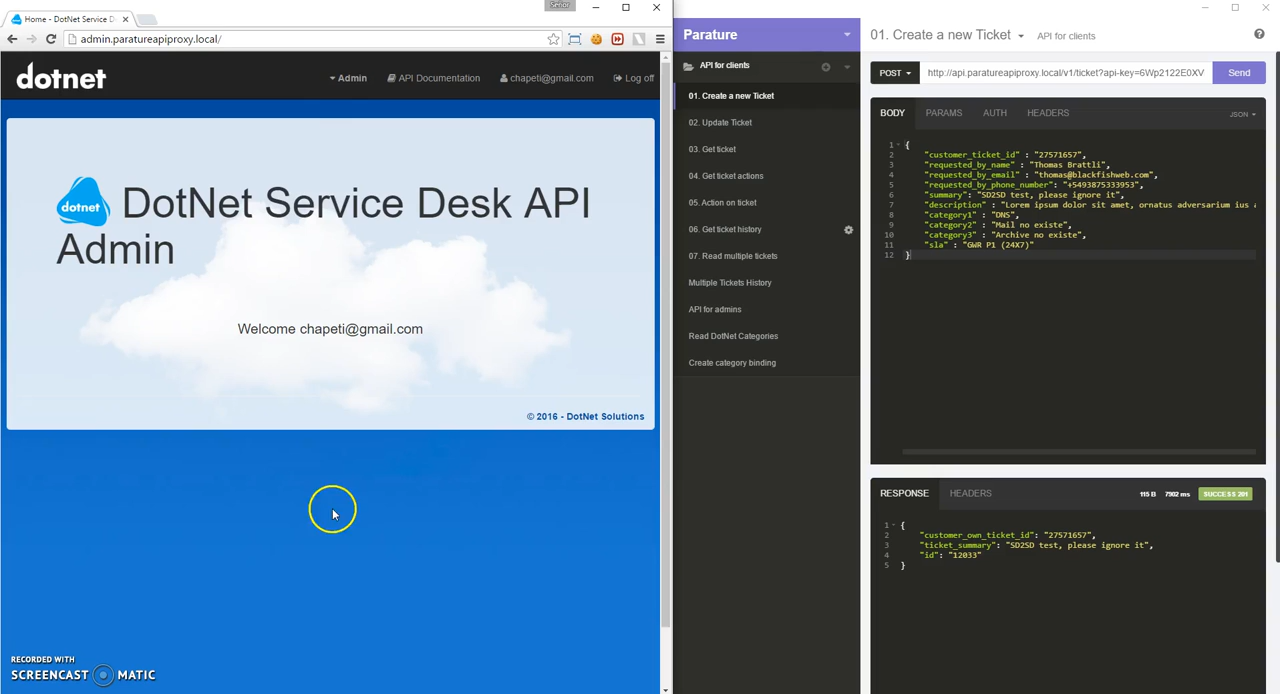 Señor
Home - DotNet Service D
admin.paratureapiproxy.local/
dotnet
Admin
API Documentation
chapeti@gmail.com
Log off
dotnet
DotNet Service Desk API
Admin
Welcome chapeti@gmail.com
© 2016 - DotNet Solutions
RECORDED WITH
SCREENCAST MATIC
Parature
API for clients
01. Create a new Ticket
02. Update Ticket
03. Get ticket
04. Get ticket actions
05. Action on ticket
06. Get ticket history
07. Read multiple tickets
Multiple Tickets History
API for admins
Read DotNet Categories
Create category binding
01. Create a new Ticket
API for clients
POST
http://api.paratureapiproxy.local/v1/ticket?api-key=6Wp2122E0XV
Send
BODY PARAMS AUTH HEADERS JSON
1 {
2 "customer_ticket_id" : "27571657",
3 "requested_by_name" : "Thomas Brattli",
4 "requested_by_email" : "thomas@blackfishweb.com",
5 "requested_by_phone_number": "+5493875333953",
6 "summary": "SD2SD test, please ignore it",
7 "description" : "Lorem ipsum dolor sit amet, ornatus adversarium ius
8 "category1" : "DNS",
9 "category2" : "Mail no existe",
10 "category3" : "Archive no existe",
11 "sla" : "GWR P1 (24X7)"
12 }
RESPONSE HEADERS 115 B 7902 ms SUCCESS 201
1 {
2 "customer_own_ticket_id": "27571657",
3 "ticket_summary": "SD2SD test, please ignore it",
4 "id": "12033"
5 }